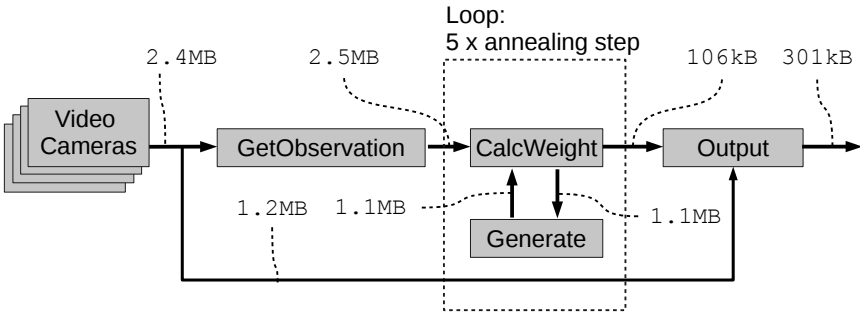 Loop:
5 x annealing step
2.4MB
2.5MB
106kB
301kB
Video
Cameras
GetObservation
CalcWeight
Output
1.2MB
1.1MB
1.1MB
Generate